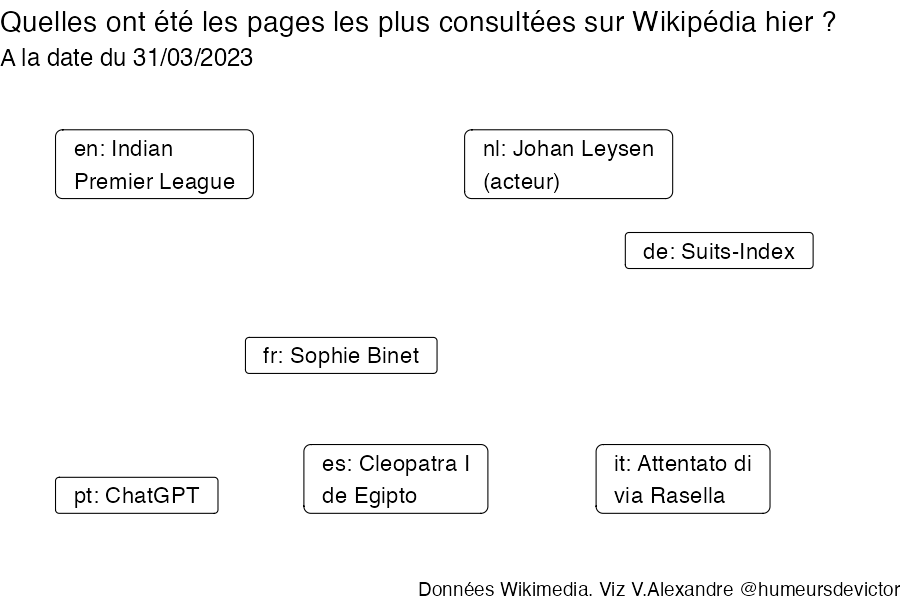 Quelles ont été les pages les plus consultées sur Wikipédia hier ?
A la date du 31/03/2023
en: Indian
Premier League
nl: Johan Leysen
(acteur)
de: Suits-Index
fr: Sophie Binet
es: Cleopatra I
de Egipto
it: Attentato di
via Rasella
pt: ChatGPT
Données Wikimedia. Viz V.Alexandre @humeursdevictor